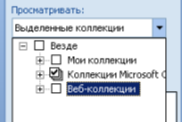 Просматривать:
Выделенные коллекции
Везде
Мои коллекции
Коллекции Microsoft O
Веб-коллекции